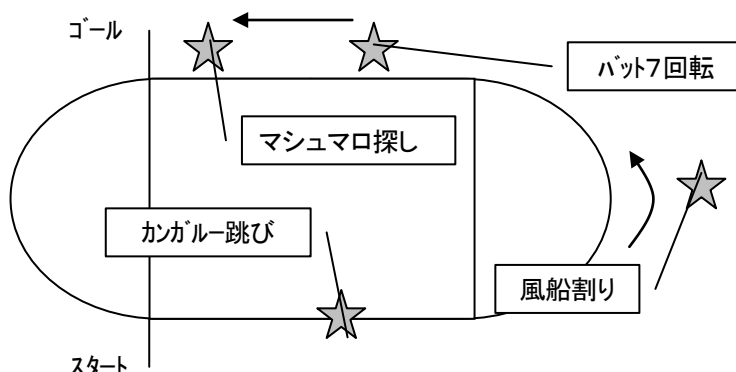 ｺﾞｰﾙ
ﾊﾞｯﾄ７回転
マシュマロ探し
ｶﾝｶﾞﾙｰ跳び
風船割り
ｽﾀｰﾄ